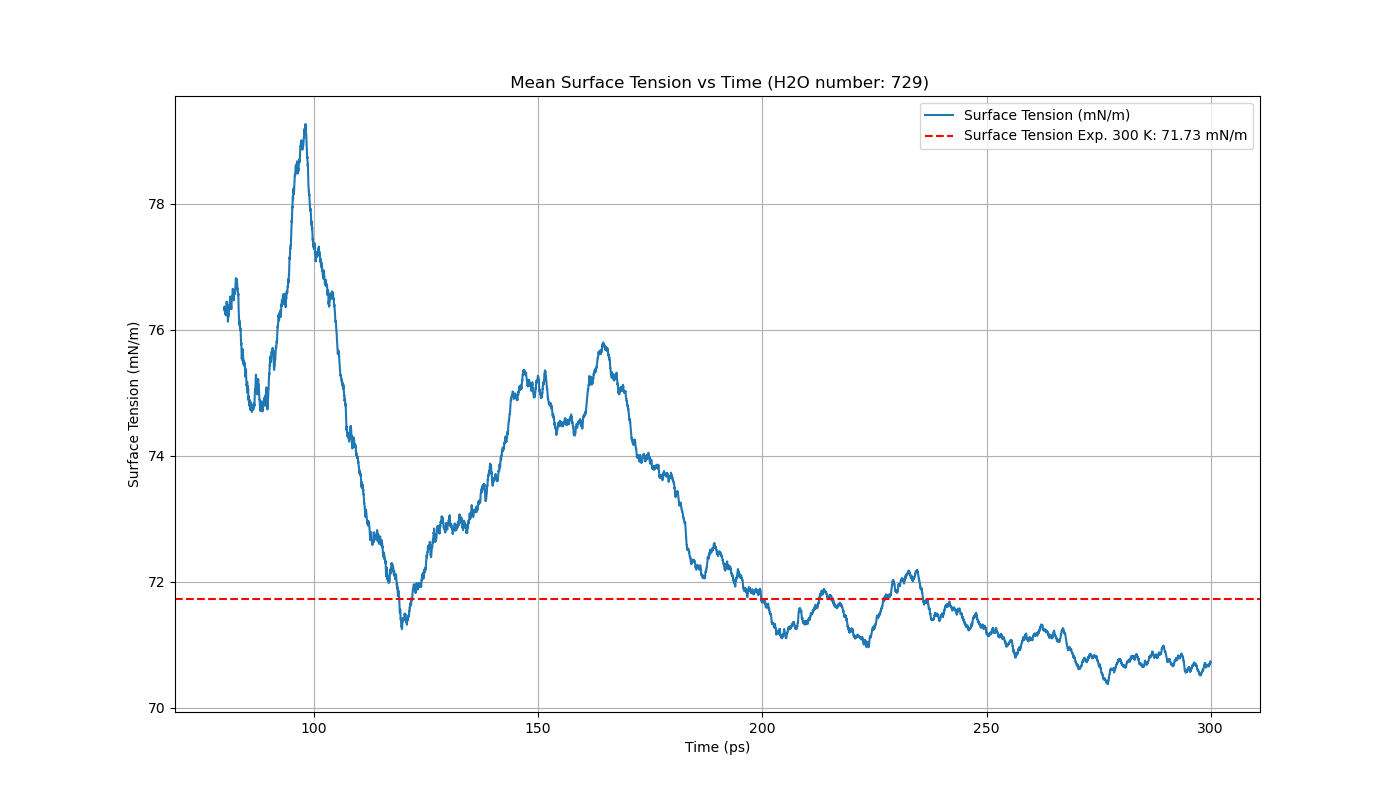 Mean Surface Tension vs Time (H2O number: 729)
Surface Tension (mN/m)
Surface Tension Exp. 300 K: 71.73 mN/m
Surface Tension (mN/m)
78
76
74
72
70
100
150
200
250
300
Time (ps)